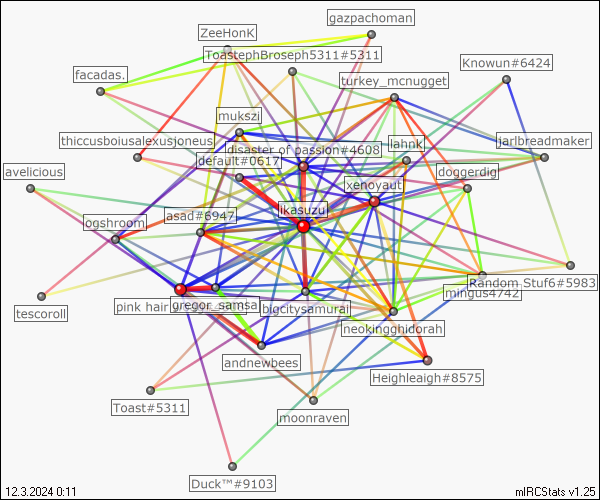 gazpachoman
ZeeHonK
ToastephBroseph5311#5311
Knowun#6424
facadas.
turkey_mcnugget
mukszi
thiccusboiusalexusjoneus
lahnk
jarlbreadmaker
disaster of passion#4608
default#0617
avelicious
doggerdig
xenovaut
ikasuzu
asad#6947
ogshroom
Random Stuf6#5983
mingus4742
pink hair
gregor_samsa
bigcitysamurai
tescoroll
neokingghidorah
andnewbees
Heighleaigh#8575
Toast#5311
moonraven
Duck™#9103
12.3.2024 0:11
mIRCStats v1.25